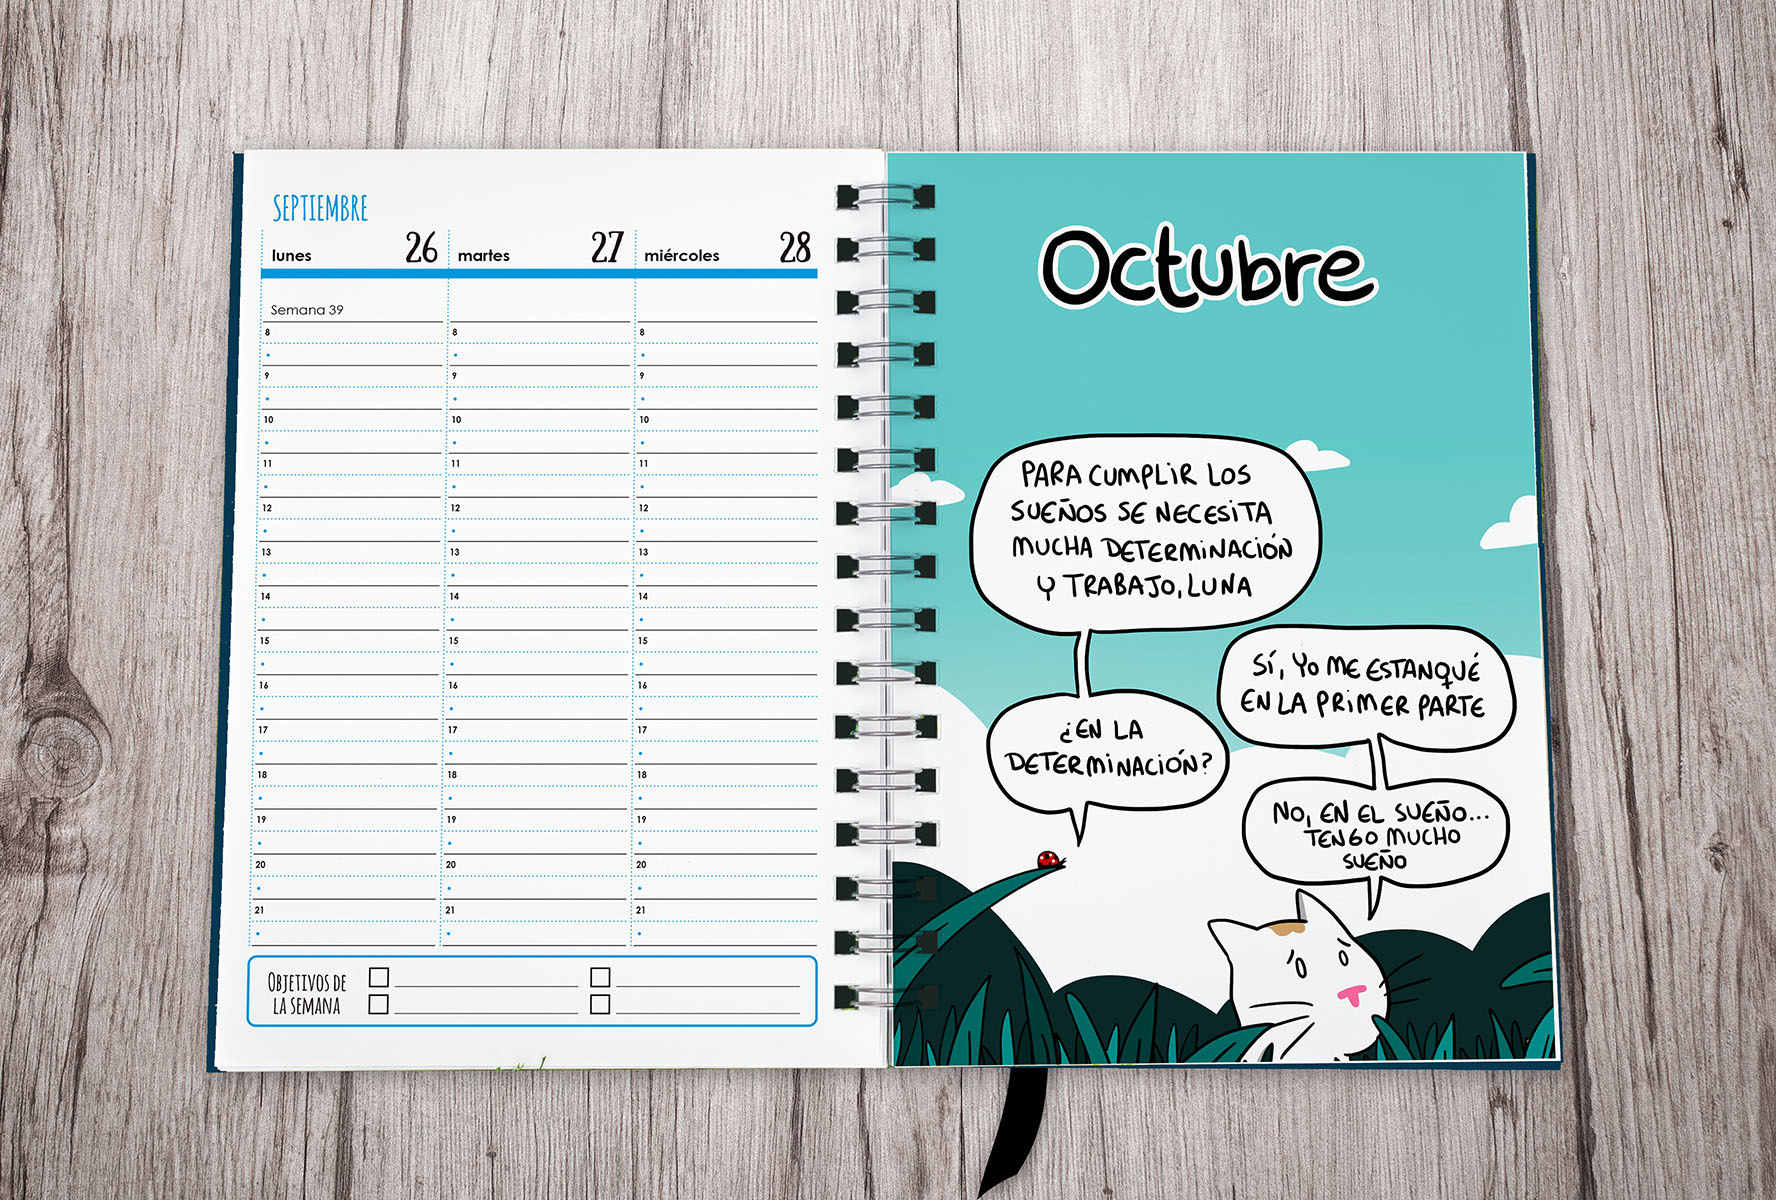 SEPTIEMBRE
lunes 26 martes 27 miércoles 28
Semana 39
8 8 8
9 9 9
10 10 10
11 11 11
12 12 12
13 13 13
14 14 14
15 15 15
16 16 16
17 17 17
18 18 18
19 19 19
20 20 20
21 21 21
OBJETIVOS DE
LA SEMANA
Octubre
PARA CUMPLIR LOS
SUEÑOS SE NECESITA
MUCHA DETERMINACIÓN
Y TRABAJO, LUNA
SÍ, YO ME ESTANQUÉ
EN LA PRIMER PARTE
¿EN LA
DETERMINACIÓN?
NO, EN EL SUEÑO...
TENGO MUCHO
SUEÑO